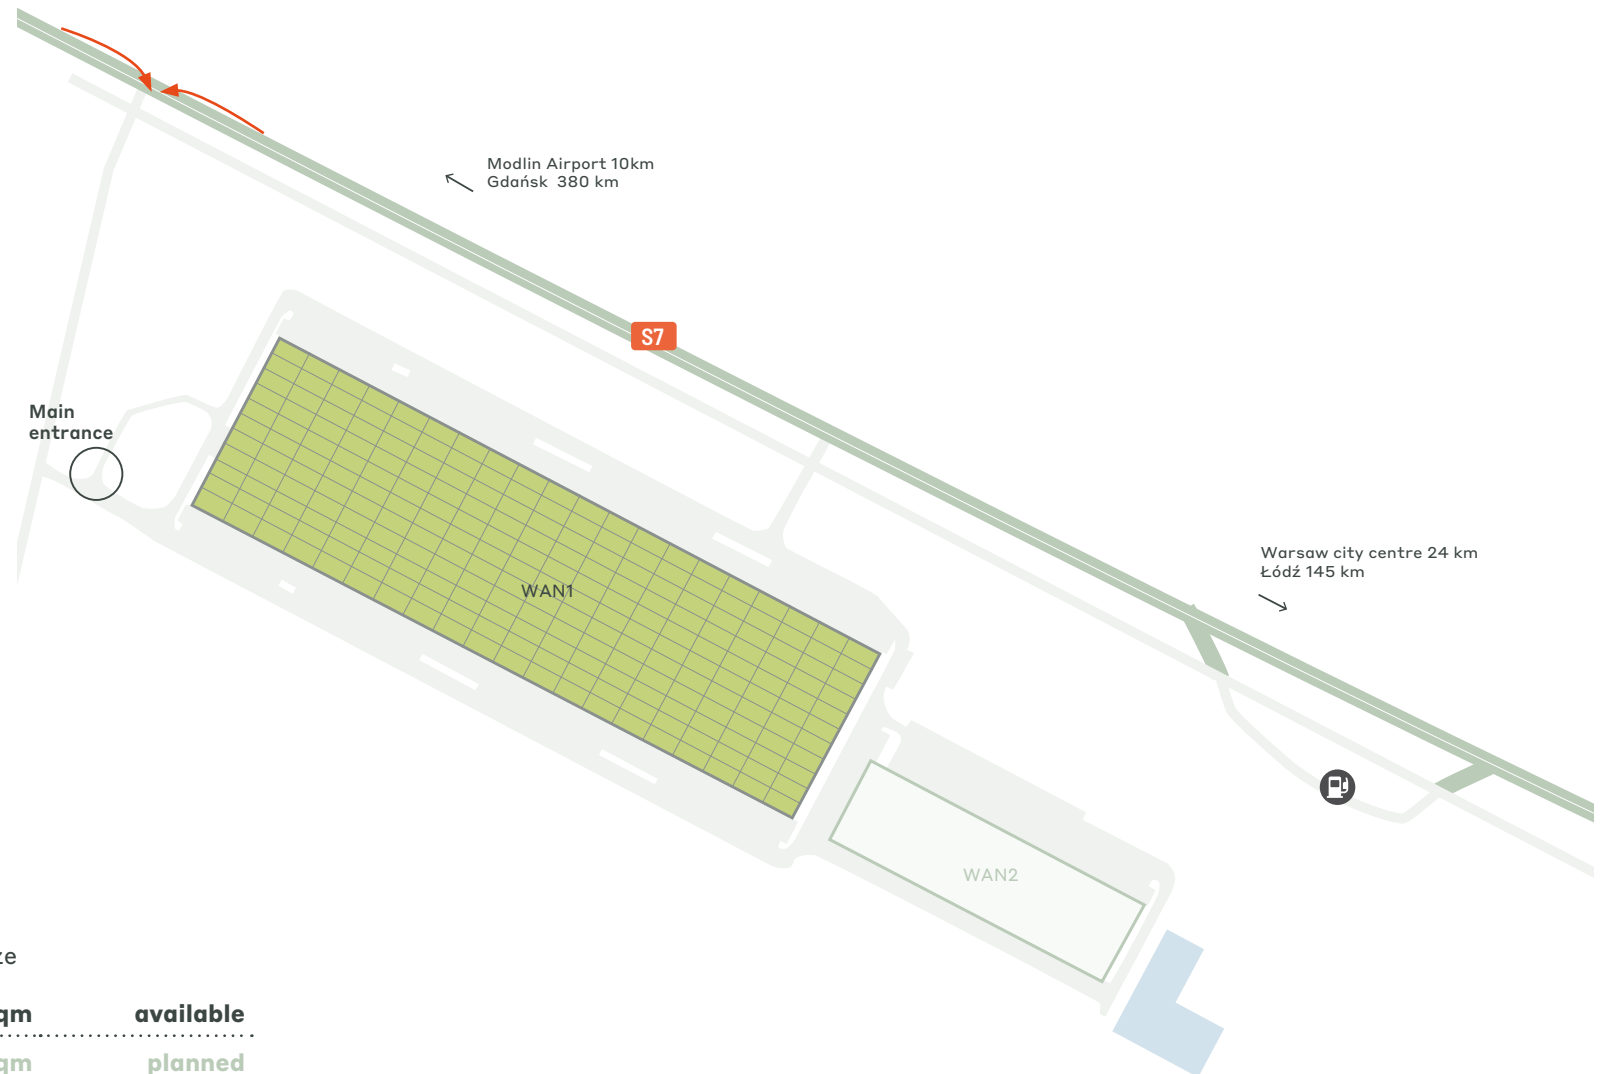 Modlin Airport 10km
Gdańsk 380 km
S7
Main
entrance
Warsaw city centre 24 km
Łódź 145 km
WAN1
WAN2
available
planned